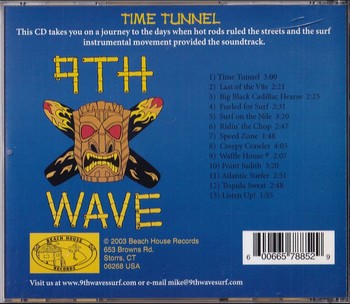 TIME TUNNEL
This CD takes you on a journey to the days when hot rods ruled the streets and the surf
instrumental movement provided the soundtrack.
9TH
WAVE
1) Time Tunnel 3:00
2) Last of the V8s 2:21
3) Big Black Cadillac Hearse 2:25
4) Fueled for Surf 2:31
5) Surf on the Nile 3:20
6) Ridin' the Chop 2:47
7) Speed Zone 1:48
8) Creepy Crawler 4:03
9) Waffle House® 2:07
10) Point Judith 3:20
11) Atlantic Surfer 2:31
12) Tequila Sweat 2:48
13) Listen Up! 1:55
BEACH HOUSE
RECORDS
© 2003 Beach House Records
653 Browns Rd.
Storrs, CT
06268 USA
6 00665 78852 9
Visit us at www.9thwavesurf.com or e-mail mike@9thwavesurf.com